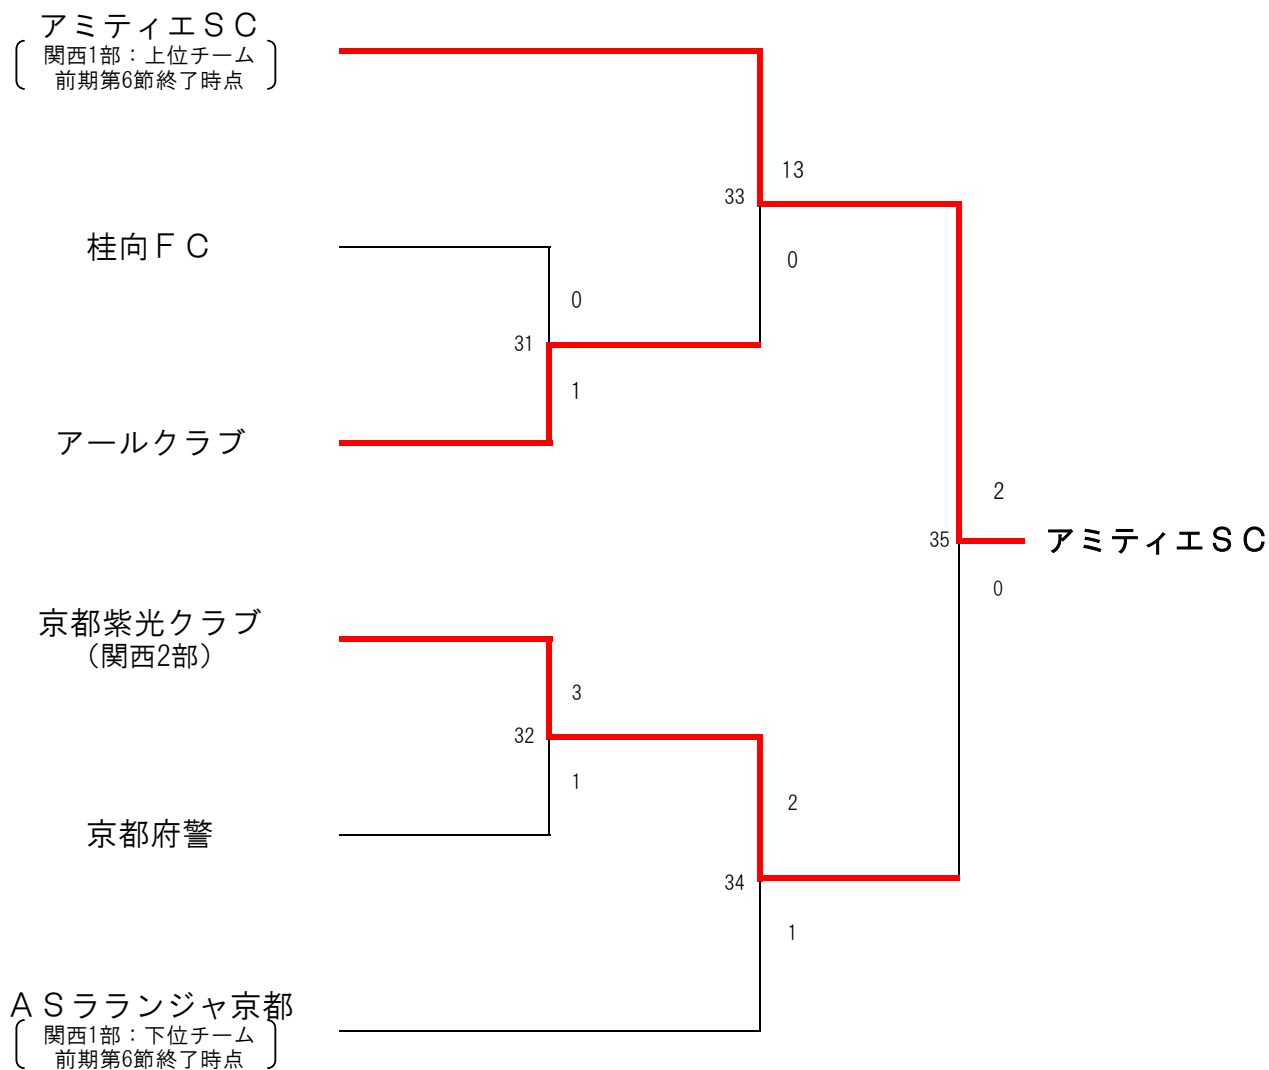 アミティエＳＣ
関西1部：上位チーム
前期第6節終了時点
13
33
0
桂向ＦＣ
0
31
1
アールクラブ
2
35
アミティエＳＣ
0
京都紫光クラブ
（関西2部）
3
32
1
京都府警
2
34
1
ＡＳラランジャ京都
関西1部：下位チーム
前期第6節終了時点